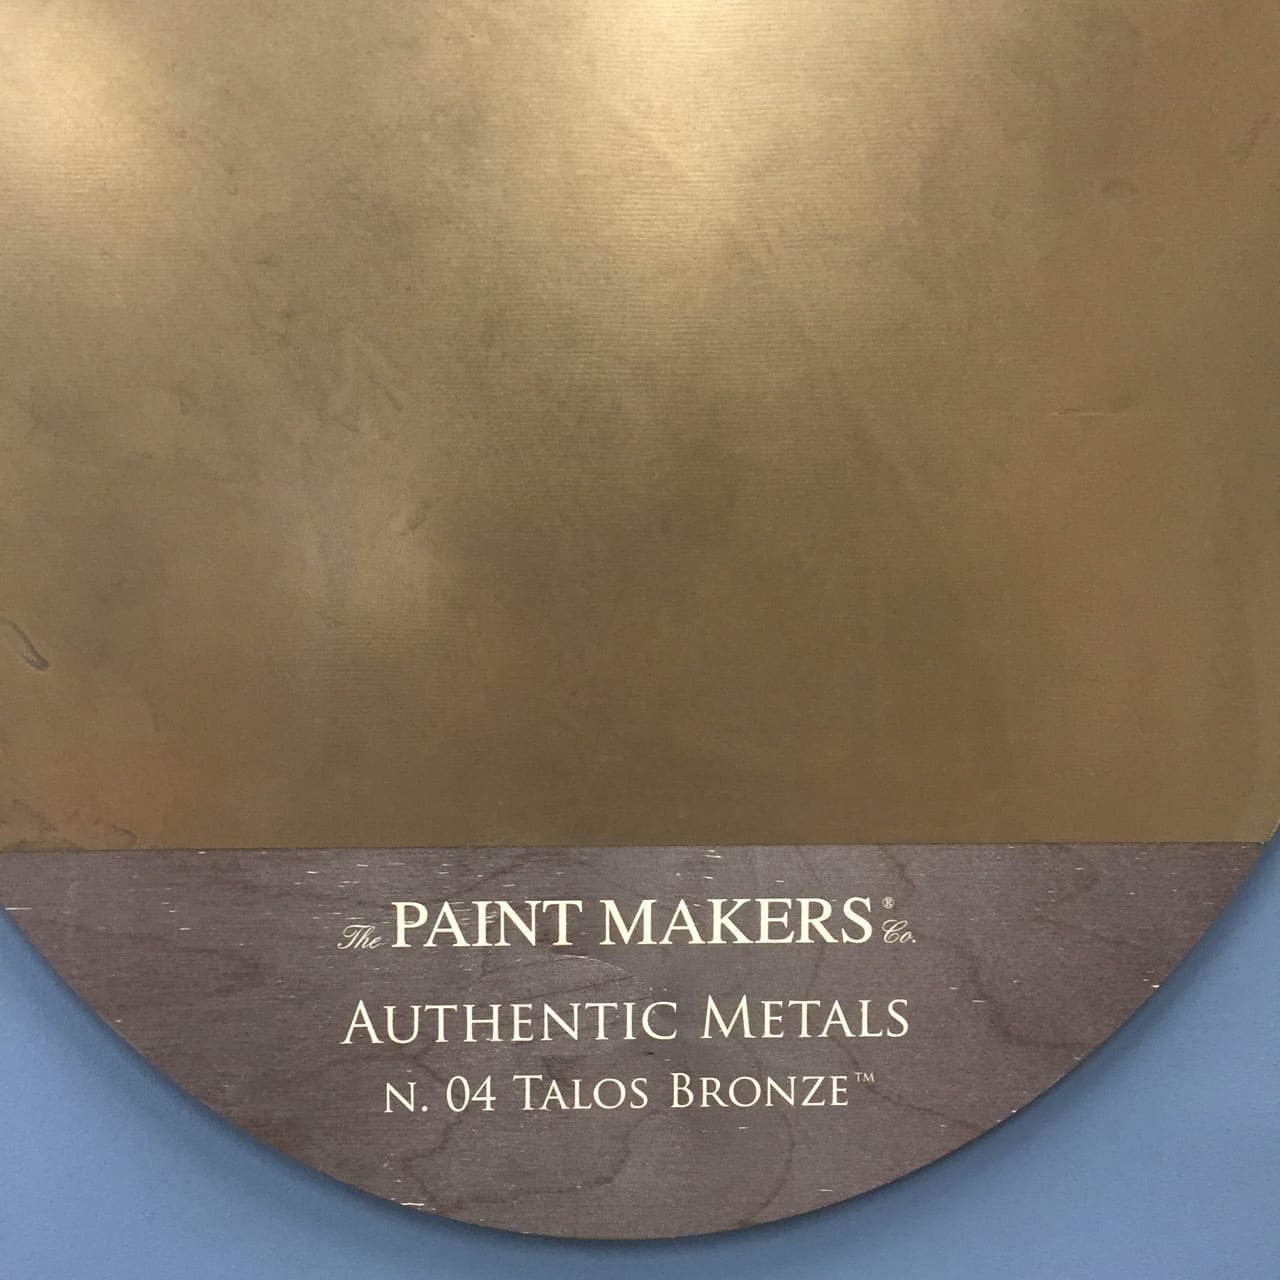 The PAINT MAKERS® Co.
AUTHENTIC METALS
N. 04 TALOS BRONZE™